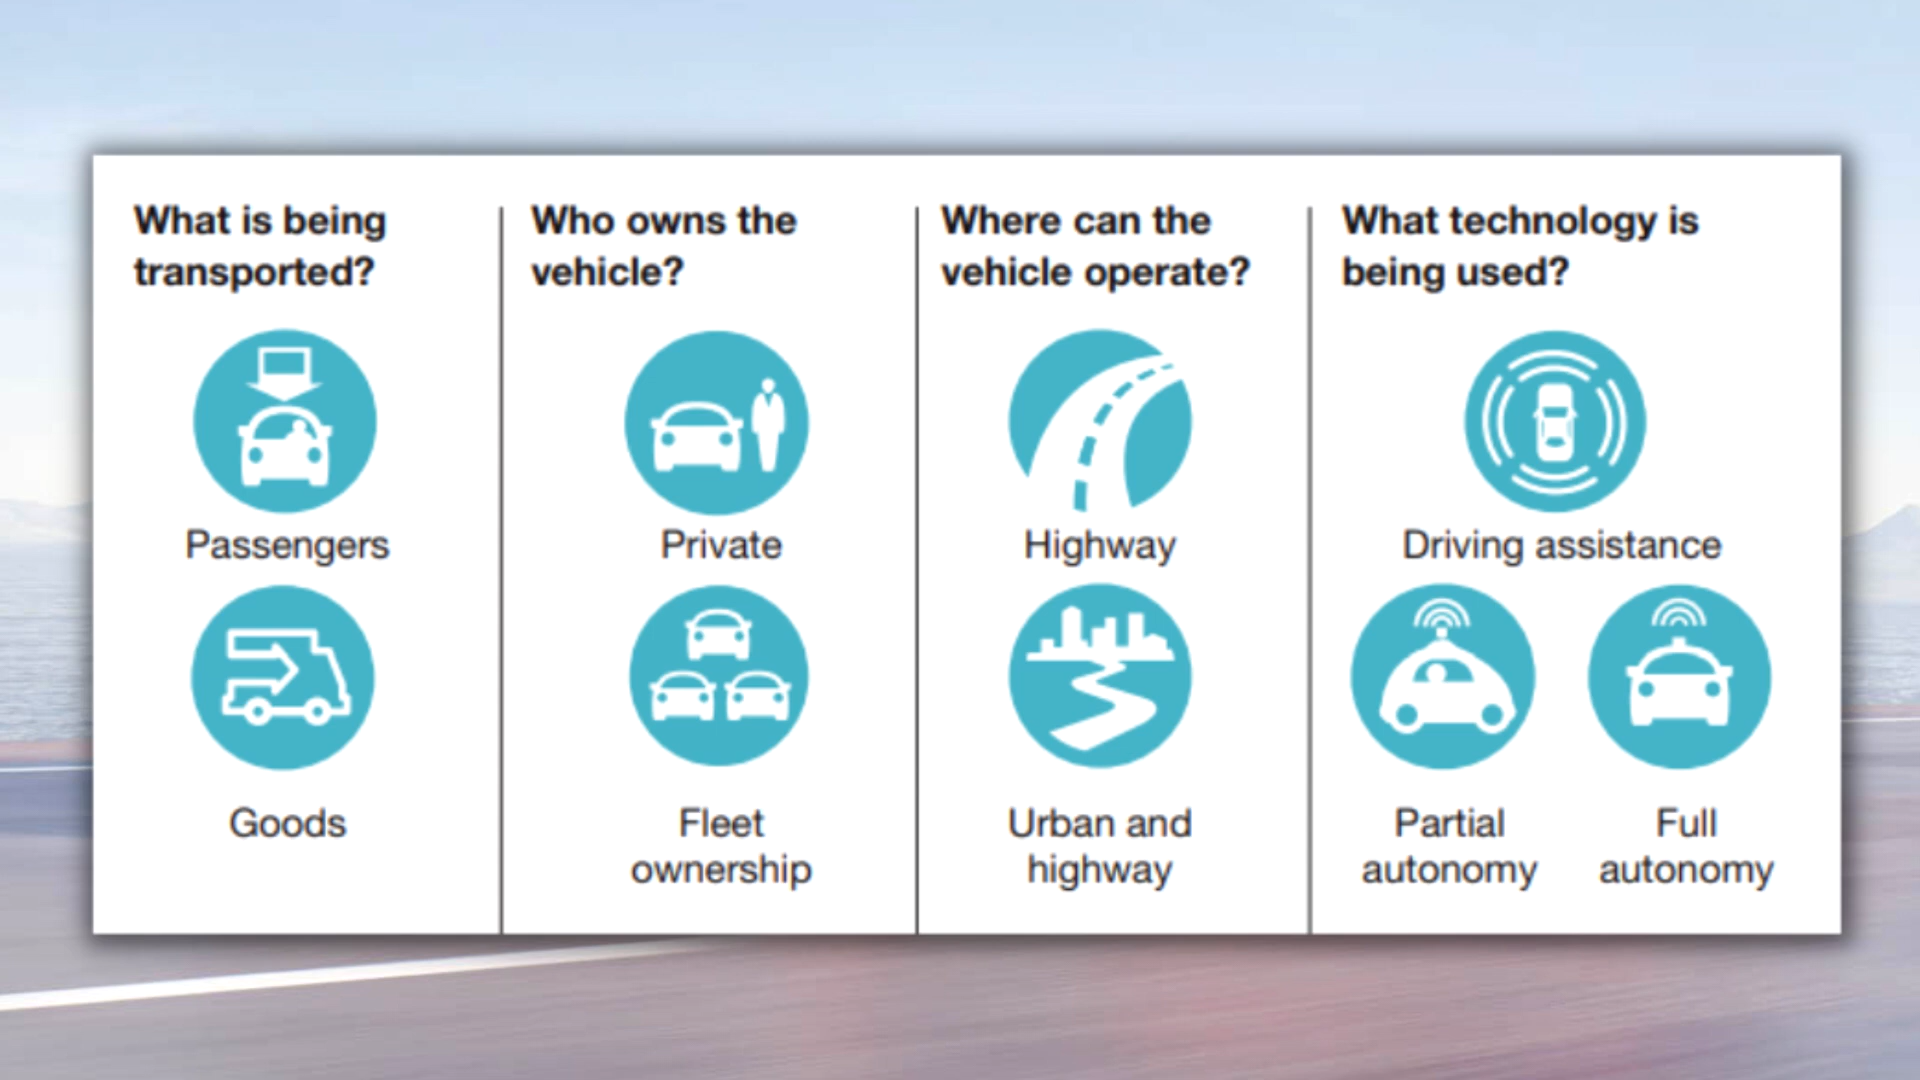 What is being
transported?
Passengers
Goods
Who owns the
vehicle?
Private
Fleet
ownership
Where can the
vehicle operate?
Highway
Urban and
highway
What technology is
being used?
Driving assistance
Partial
autonomy
Full
autonomy